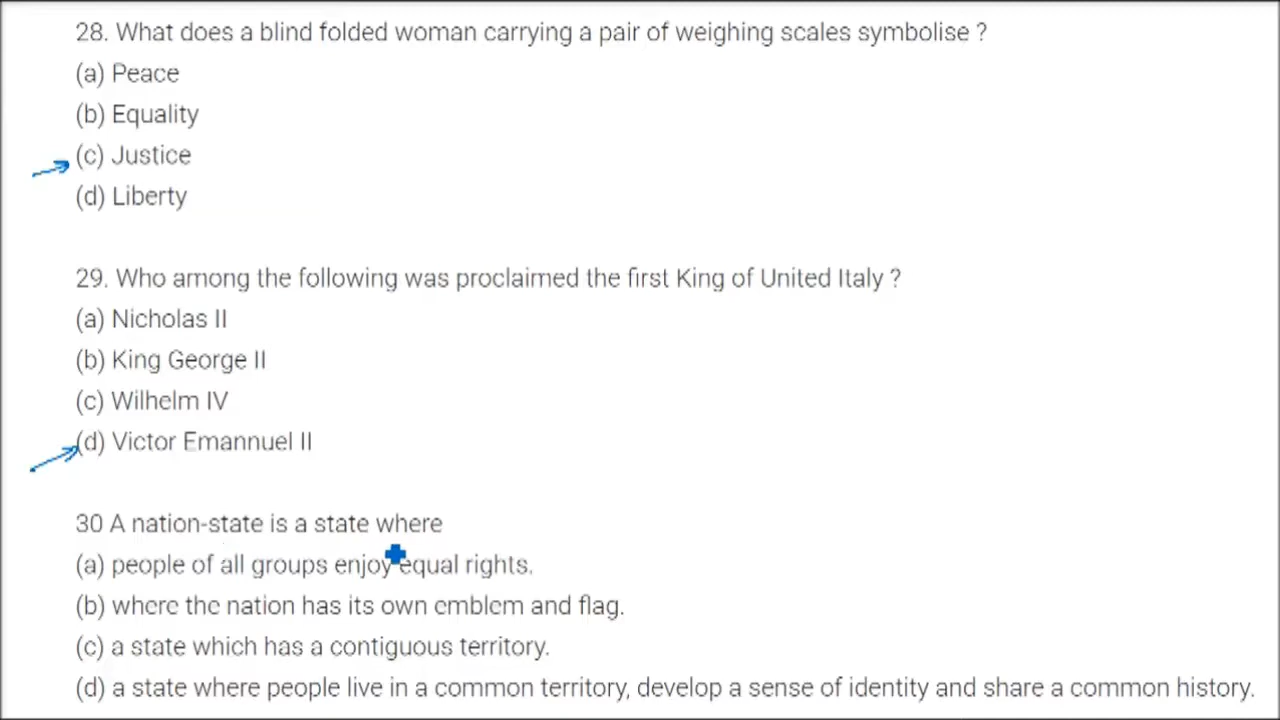 28. What does a blind folded woman carrying a pair of weighing scales symbolise ?
(a) Peace
(b) Equality
(c) Justice
(d) Liberty
29. Who among the following was proclaimed the first King of United Italy ?
(a) Nicholas II
(b) King George II
(c) Wilhelm IV
(d) Victor Emannuel II
30 A nation-state is a state where
(a) people of all groups enjoy equal rights.
(b) where the nation has its own emblem and flag.
(c) a state which has a contiguous territory.
(d) a state where people live in a common territory, develop a sense of identity and share a common history.